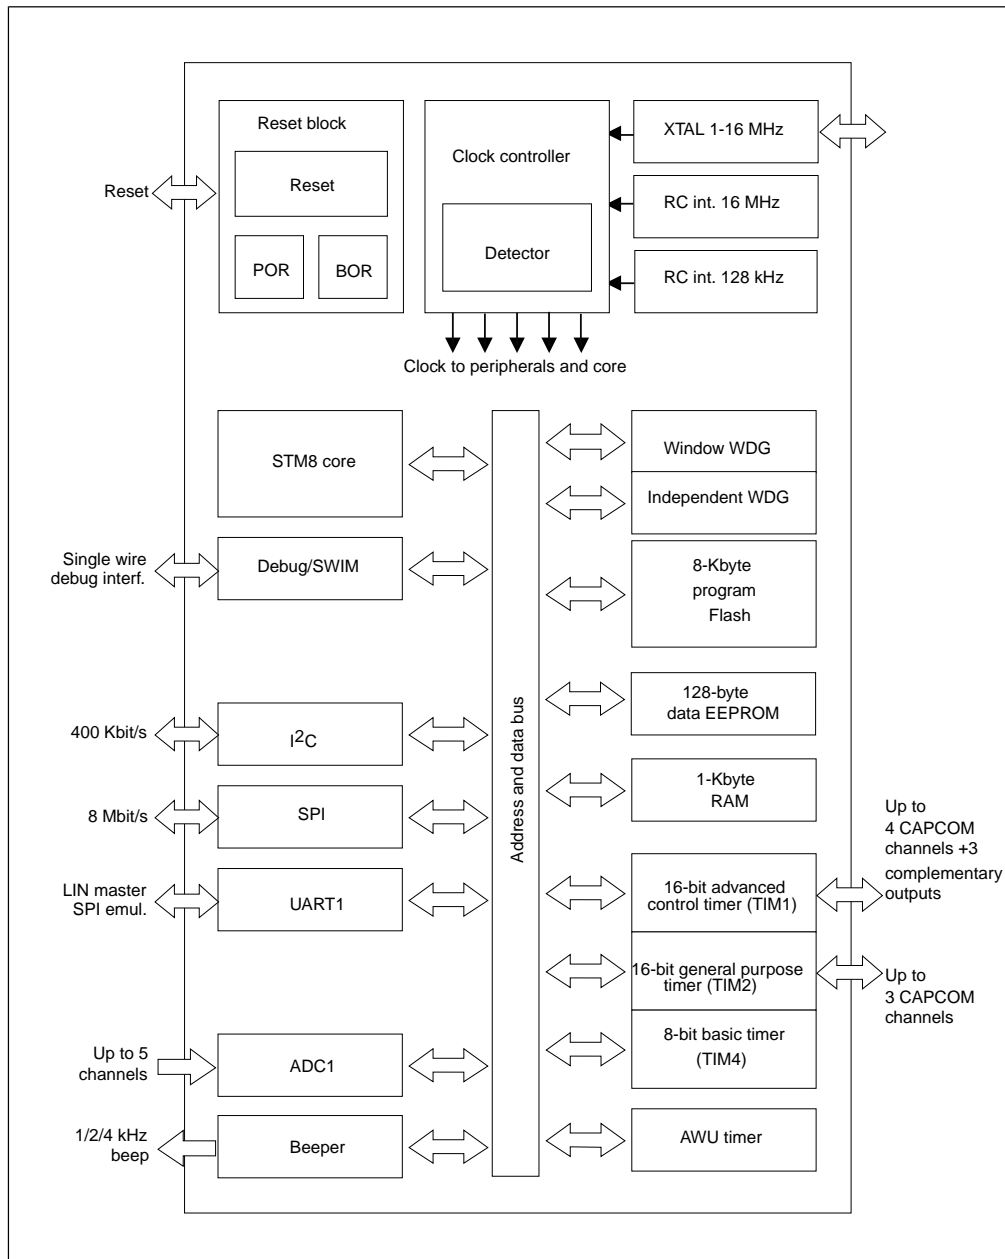 Reset block
Reset
POR
BOR
Reset
Clock controller
Detector
XTAL 1-16 MHz
RC int. 16 MHz
RC int. 128 kHz
Clock to peripherals and core
STM8 core
Single wire
debug interf.
Debug/SWIM
400 Kbit/s
I2C
8 Mbit/s
SPI
LIN master
SPI emul.
UART1
Up to 5
channels
ADC1
1/2/4 kHz
beep
Beeper
Address and data bus
Window WDG
Independent WDG
8-Kbyte
program
Flash
128-byte
data EEPROM
1-Kbyte
RAM
16-bit advanced
control timer (TIM1)
Up to
4 CAPCOM
channels +3
complementary
outputs
16-bit general purpose
timer (TIM2)
Up to
3 CAPCOM
channels
8-bit basic timer
(TIM4)
AWU timer